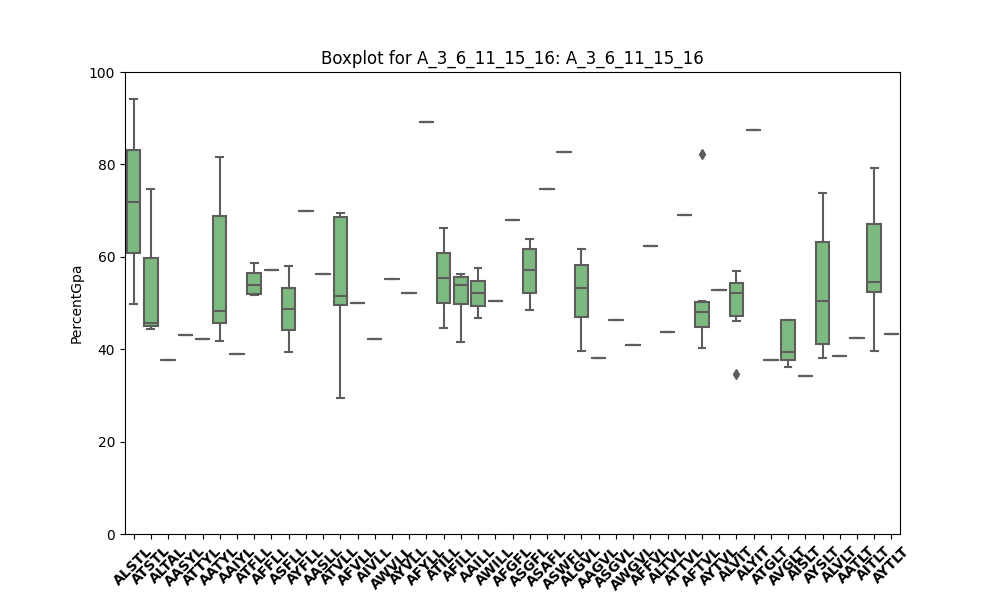 Boxplot for A_3_6_11_15_16: A_3_6_11_15_16
PercentGpa
100
80
60
40
20
0
ALSTL
ATSTL
ALTAL
AASYL
ATTYL
AATYL
AAIYL
ATFLL
AFFLL
ASFLL
AYFLL
AASLL
ATVLL
AFVLL
AIVLL
AWVLL
AYVLL
AFYLL
ATILL
AFILL
AAILL
AWILL
AFGFL
ASGFL
ASAFL
ASWFL
ALGVL
AAGVL
ASGVL
AWGVL
AFFVL
ALTVL
ATTVL
AFTVL
AYTVL
ALVIT
ALYIT
ATGLT
AVGLT
AISLT
AYSLT
ALVLT
AATLT
AITLT
AYTLT